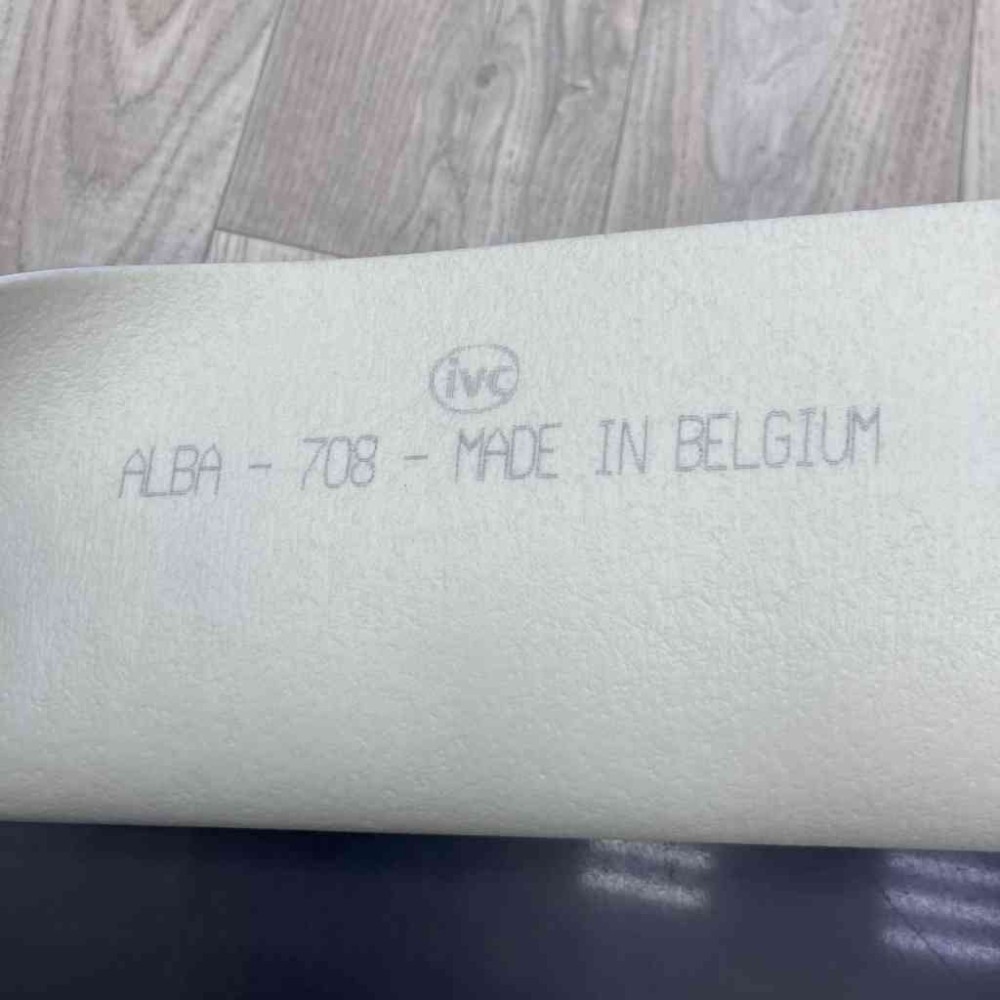 ivc
ALBA - 708 - MADE IN BELGIUM